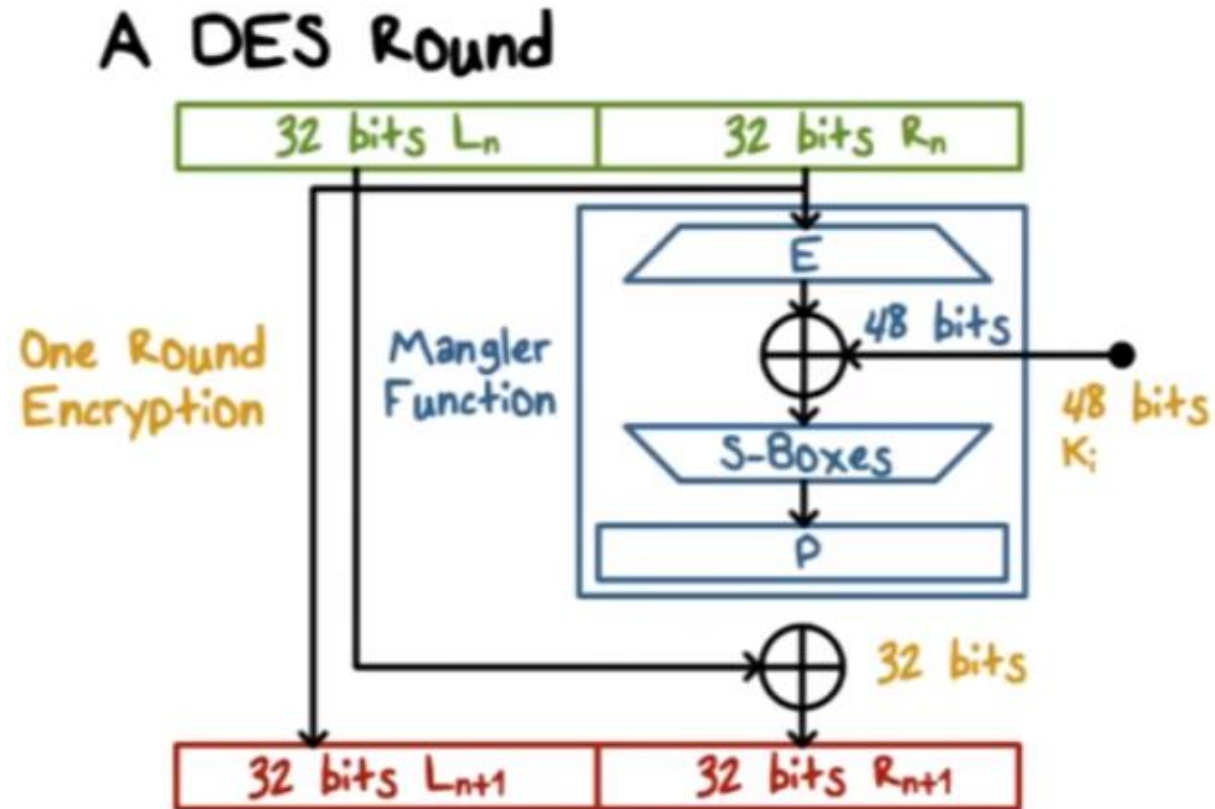 A DES Round
32 bits Lₙ
32 bits Rₙ
E
48 bits
One Round
Encryption
Mangler
Function
48 bits
Kᵢ
S-Boxes
P
32 bits
32 bits Lₙ₊₁
32 bits Rₙ₊₁